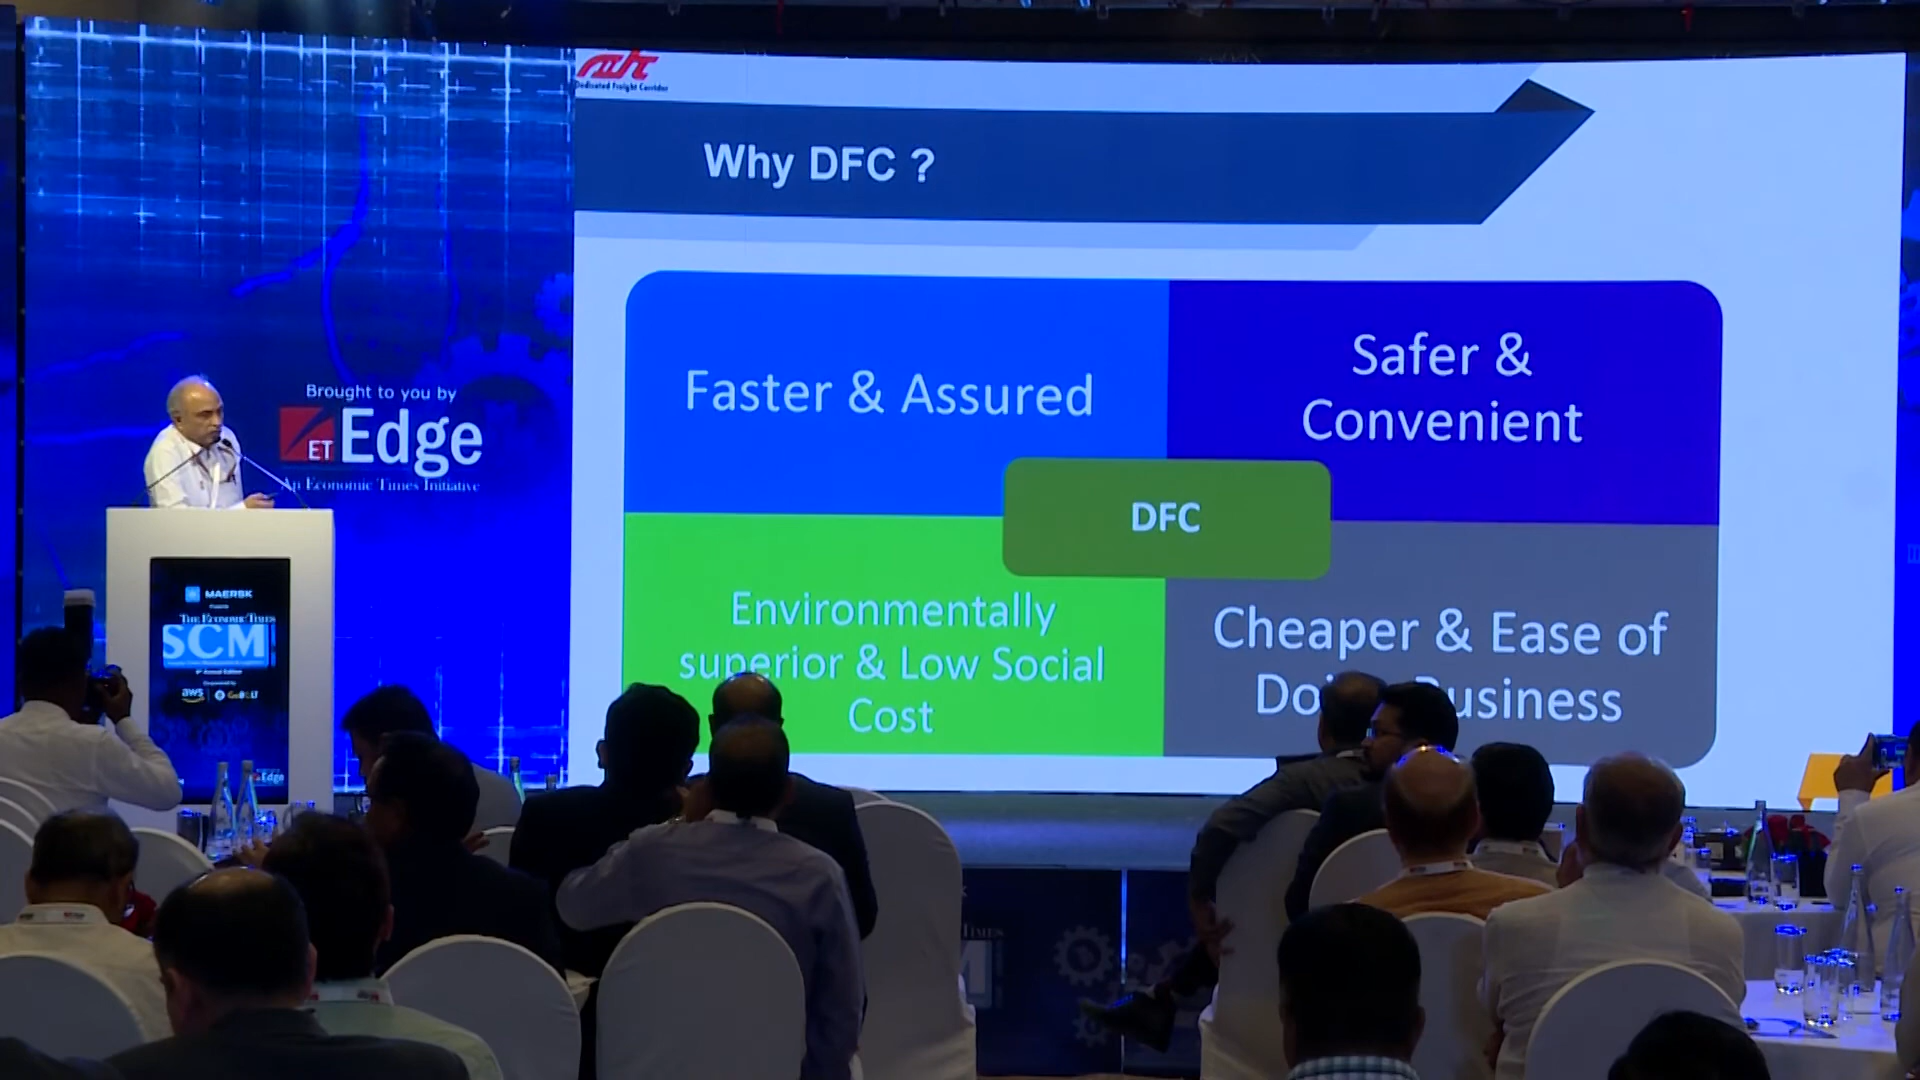 Dedicated Freight Corridor
Why DFC ?
Faster & Assured
Safer &
Convenient
DFC
Environmentally
superior & Low Social
Cost
Cheaper & Ease of
Business
Brought to you by
ET Edge
An Economic Times Initiative
MAERSK
THE ECONOMIC TIMES
SCM
aws
Edge